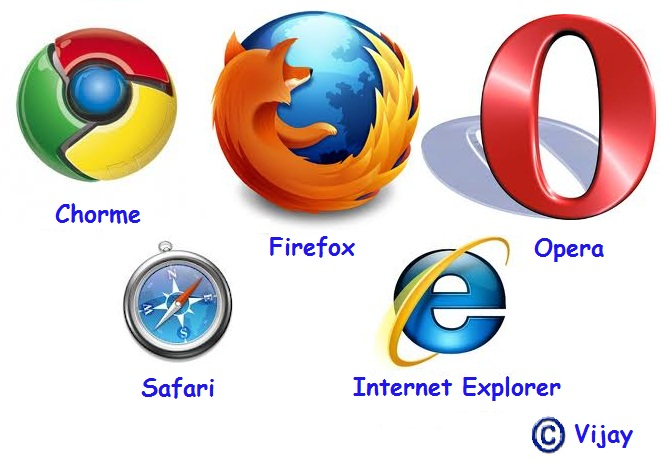 Chorme
Firefox
Opera
N
E
S
W
Safari
Internet Explorer
© Vijay